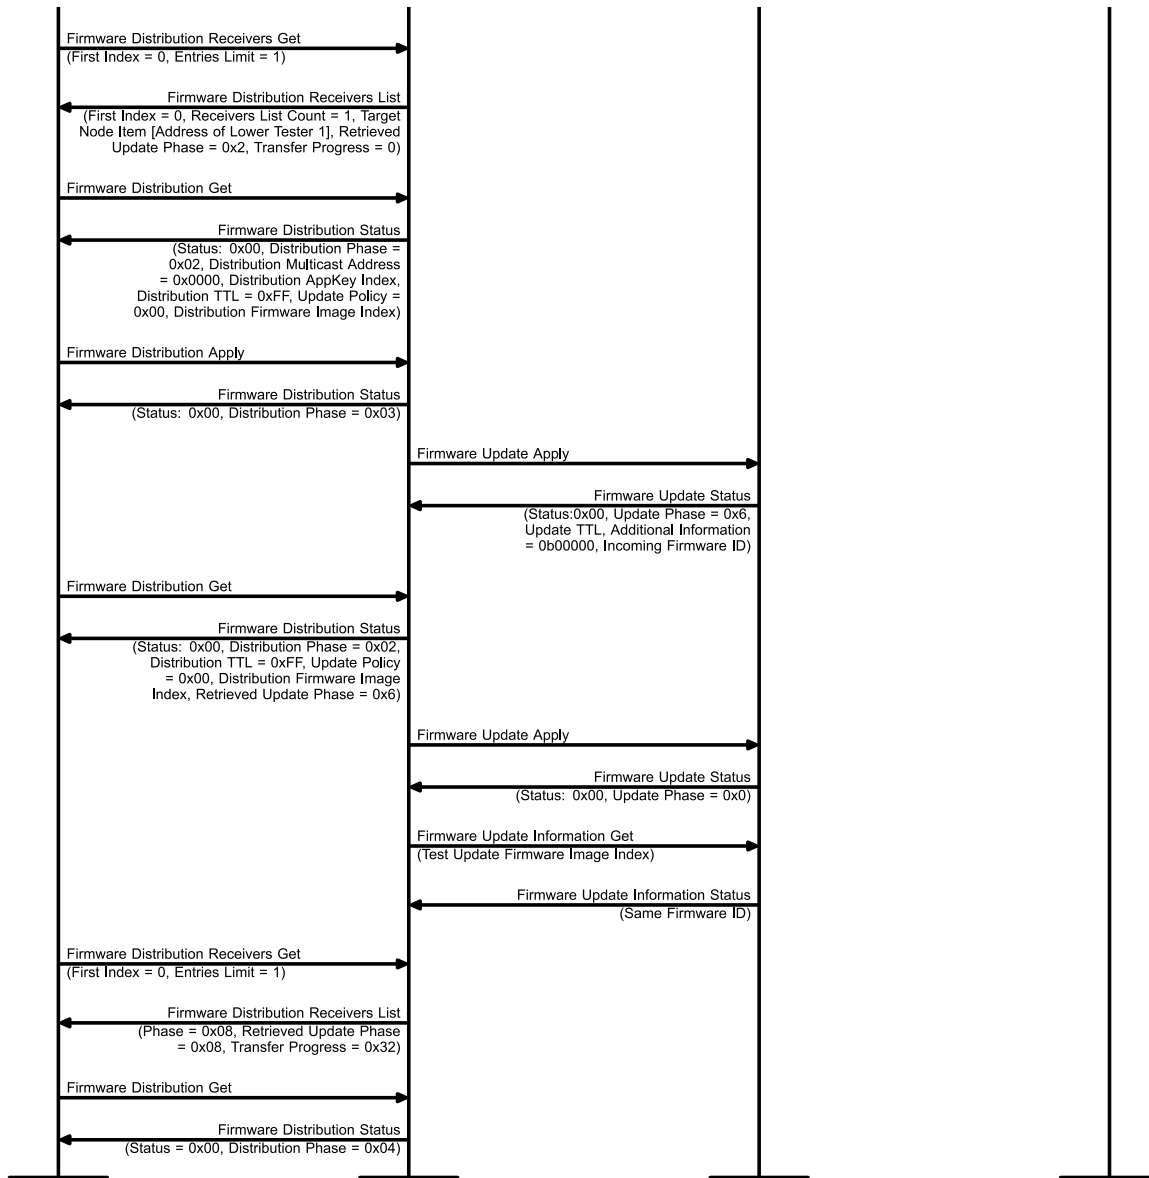 Firmware Distribution Receivers Get
(First Index = 0, Entries Limit = 1)
Firmware Distribution Receivers List
(First Index = 0, Receivers List Count = 1, Target
Node Item [Address of Lower Tester 1], Retrieved
Update Phase = 0x2, Transfer Progress = 0)
Firmware Distribution Get
Firmware Distribution Status
(Status: 0x00, Distribution Phase =
0x02, Distribution Multicast Address
= 0x0000, Distribution AppKey Index,
Distribution TTL = 0xFF, Update Policy =
0x00, Distribution Firmware Image Index)
Firmware Distribution Apply
Firmware Distribution Status
(Status: 0x00, Distribution Phase = 0x03)
Firmware Update Apply
Firmware Update Status
(Status:0x00, Update Phase = 0x6,
Update TTL, Additional Information
= 0b00000, Incoming Firmware ID)
Firmware Distribution Get
Firmware Distribution Status
(Status: 0x00, Distribution Phase = 0x02,
Distribution TTL = 0xFF, Update Policy
= 0x00, Distribution Firmware Image
Index, Retrieved Update Phase = 0x6)
Firmware Update Apply
Firmware Update Status
(Status: 0x00, Update Phase = 0x0)
Firmware Update Information Get
(Test Update Firmware Image Index)
Firmware Update Information Status
(Same Firmware ID)
Firmware Distribution Receivers Get
(First Index = 0, Entries Limit = 1)
Firmware Distribution Receivers List
(Phase = 0x08, Retrieved Update Phase
= 0x08, Transfer Progress = 0x32)
Firmware Distribution Get
Firmware Distribution Status
(Status = 0x00, Distribution Phase = 0x04)